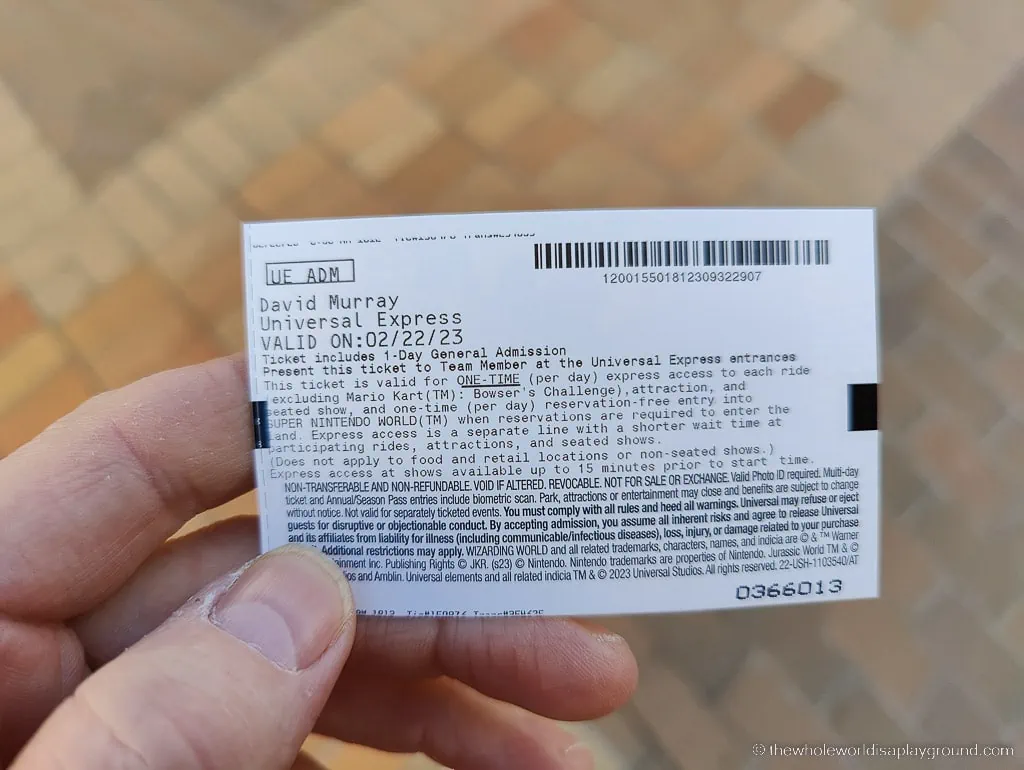 120015501812309322907
UE ADM
David Murray
Universal Express
VALID ON:02/22/23
Ticket includes 1-Day General Admission
Present this ticket to Team Member at the Universal Express entrances
This ticket is valid for ONE-TIME (per day) express access to each ride
excluding Mario Kart(TM): Bowser's Challenge),attraction, and
seated show, and one-time (per day) reservation-free entry into
SUPER NINTENDO WORLD(TM) when reservations are required to enter the
land. Express access is a separate line with a shorter wait time at
participating rides, attractions, and seated shows.
(Does not apply to food and retail locations or non-seated shows.)
Express access at shows available up to 15 minutes prior to start time.
NON-TRANSFERABLE AND NON-REFUNDABLE. VOID IF ALTERED. REVOCABLE. NOT FOR SALE OR EXCHANGE. Valid Photo ID required. Multi-day
ticket and Annual/Season Pass entries include biometric scan. Park, attractions or entertainment may close and benefits are subject to change
without notice. Not valid for separately ticketed events. You must comply with all rules and heed all warnings. Universal may refuse or eject
guests for disruptive or objectionable conduct. By accepting admission, you assume all inherent risks and agree to release Universal
and its affiliates from liability for illness (including communicable/infectious diseases), loss, injury, or damage related to your purchase
Additional restrictions may apply. WIZARDING WORLD and all related trademarks, characters, names, and indicia are © & ™ Warner
Inc. Publishing Rights © JKR. (s23) © Nintendo. Nintendo trademarks are properties of Nintendo. Jurassic World TM & ©
and Amblin. Universal elements and all related indicia TM & © 2023 Universal Studios. All rights reserved. 22-USH-1103540/AT
0366013
© thewholeworldisaplayground.com